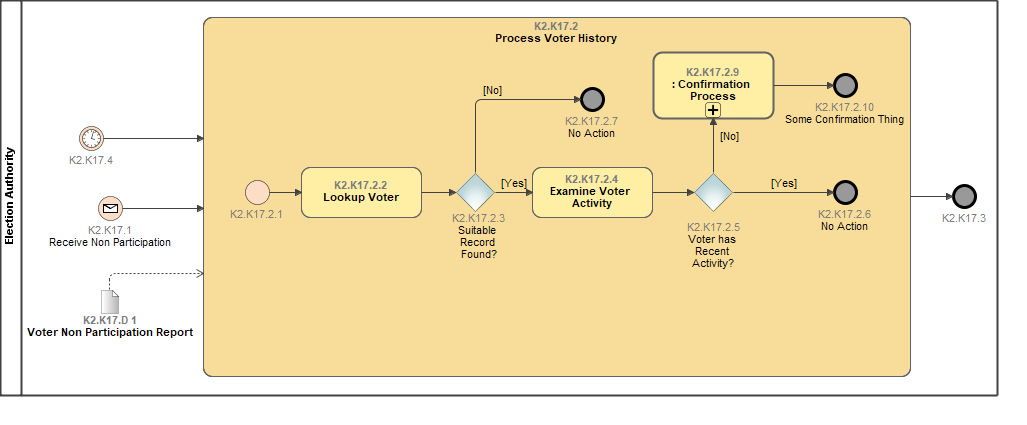 Election Authority
K2.K17.2
Process Voter History
K2.K17.4
K2.K17.1
Receive Non Participation
K2.K17.D 1
Voter Non Participation Report
K2.K17.2.1
K2.K17.2.2
Lookup Voter
K2.K17.2.3
Suitable
Record
Found?
[No]
K2.K17.2.7
No Action
[Yes]
K2.K17.2.4
Examine Voter
Activity
K2.K17.2.5
Voter has
Recent
Activity?
[No]
K2.K17.2.9
: Confirmation
Process
K2.K17.2.10
Some Confirmation Thing
[Yes]
K2.K17.2.6
No Action
K2.K17.3